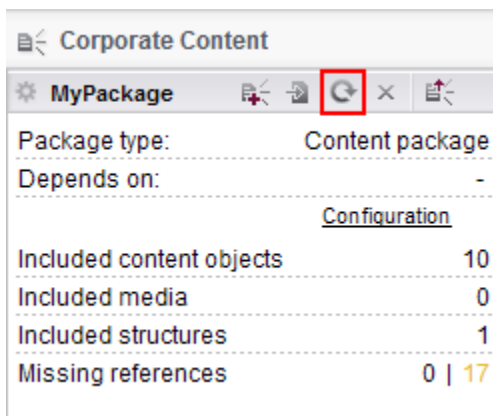 Corporate Content
MyPackage
Package type: Content package
Depends on: -
Configuration
Included content objects 10
Included media 0
Included structures 1
Missing references 0 | 17